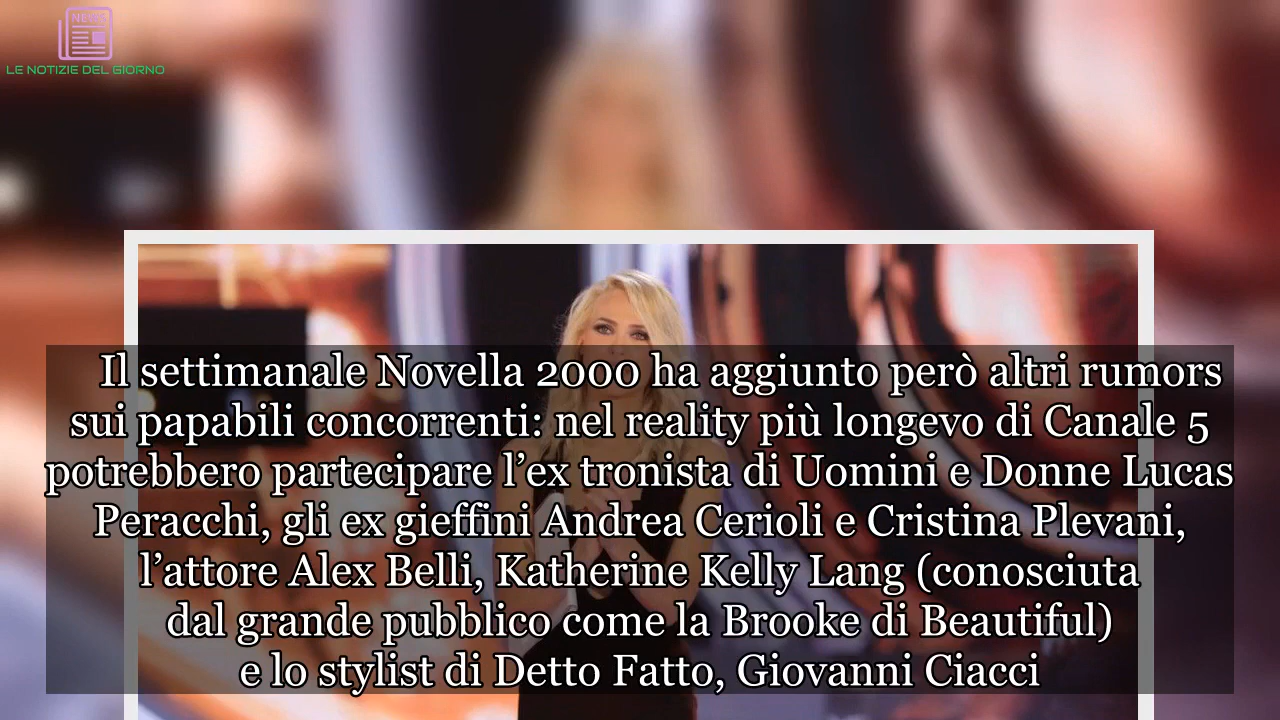 NEWS
LE NOTIZIE DEL GIORNO
Il settimanale Novella 2000 ha aggiunto però altri rumors
sui papabili concorrenti: nel reality più longevo di Canale 5
potrebbero partecipare l’ex tronista di Uomini e Donne Lucas
Peracchi, gli ex gieffini Andrea Cerioli e Cristina Plevani,
l’attore Alex Belli, Katherine Kelly Lang (conosciuta
dal grande pubblico come la Brooke di Beautiful)
e lo stylist di Detto Fatto, Giovanni Ciacci